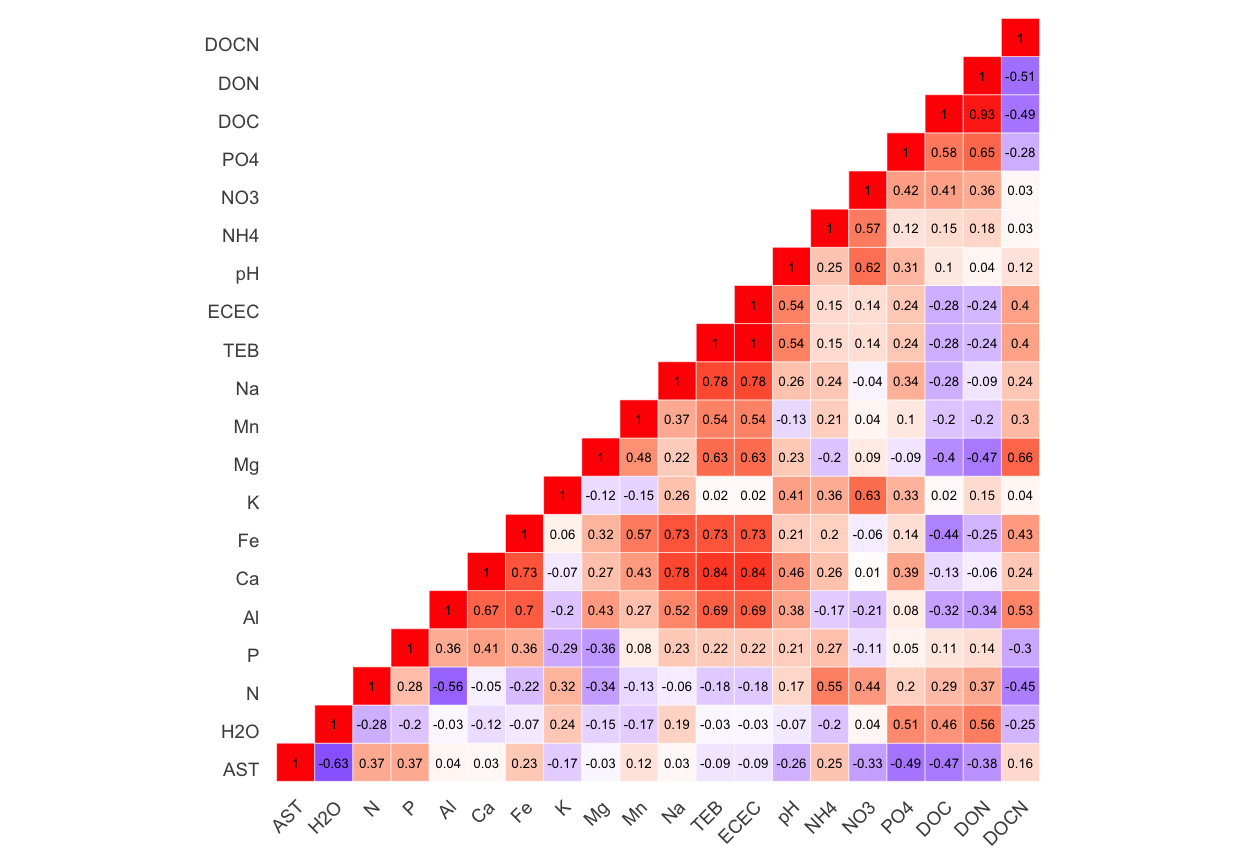 DOCN 1
DON 1 -0.51
DOC 1 0.93 -0.49
PO4 1 0.58 0.65 -0.28
NO3 1 0.42 0.41 0.36 0.03
NH4 1 0.57 0.12 0.15 0.18 0.03
pH 1 0.25 0.62 0.31 0.1 0.04 0.12
ECEC 1 0.54 0.15 0.14 0.24 -0.28 -0.24 0.4
TEB 1 1 0.54 0.15 0.14 0.24 -0.28 -0.24 0.4
Na 1 0.78 0.78 0.26 0.24 -0.04 0.34 -0.28 -0.09 0.24
Mn 1 0.37 0.54 0.54 -0.13 0.21 0.04 0.1 -0.2 -0.2 0.3
Mg 1 0.48 0.22 0.63 0.63 0.23 -0.2 0.09 -0.09 -0.4 -0.47 0.66
K 1 -0.12 -0.15 0.26 0.02 0.02 0.41 0.36 0.63 0.33 0.02 0.15 0.04
Fe 1 0.06 0.32 0.57 0.73 0.73 0.73 0.21 0.2 -0.06 0.14 -0.44 -0.25 0.43
Ca 1 0.73 -0.07 0.27 0.43 0.78 0.84 0.84 0.46 0.26 0.01 0.39 -0.13 -0.06 0.24
Al 1 0.67 0.7 -0.2 0.43 0.27 0.52 0.69 0.69 0.38 -0.17 -0.21 0.08 -0.32 -0.34 0.53
P 1 0.36 0.41 0.36 -0.29 -0.36 0.08 0.23 0.22 0.22 0.21 0.27 -0.11 0.05 0.11 0.14 -0.3
N 1 0.28 -0.56 -0.05 -0.22 0.32 -0.34 -0.13 -0.06 -0.18 -0.18 0.17 0.55 0.44 0.2 0.29 0.37 -0.45
H2O 1 -0.28 -0.2 -0.03 -0.12 -0.07 0.24 -0.15 -0.17 0.19 -0.03 -0.03 -0.07 -0.2 0.04 0.51 0.46 0.56 -0.25
AST 1 -0.63 0.37 0.37 0.04 0.03 0.23 -0.17 -0.03 0.12 0.03 -0.09 -0.09 -0.26 0.25 -0.33 -0.49 -0.47 -0.38 0.16
AST H2O N P Al Ca Fe K Mg Mn Na TEB ECEC pH NH4 NO3 PO4 DOC DON DOCN